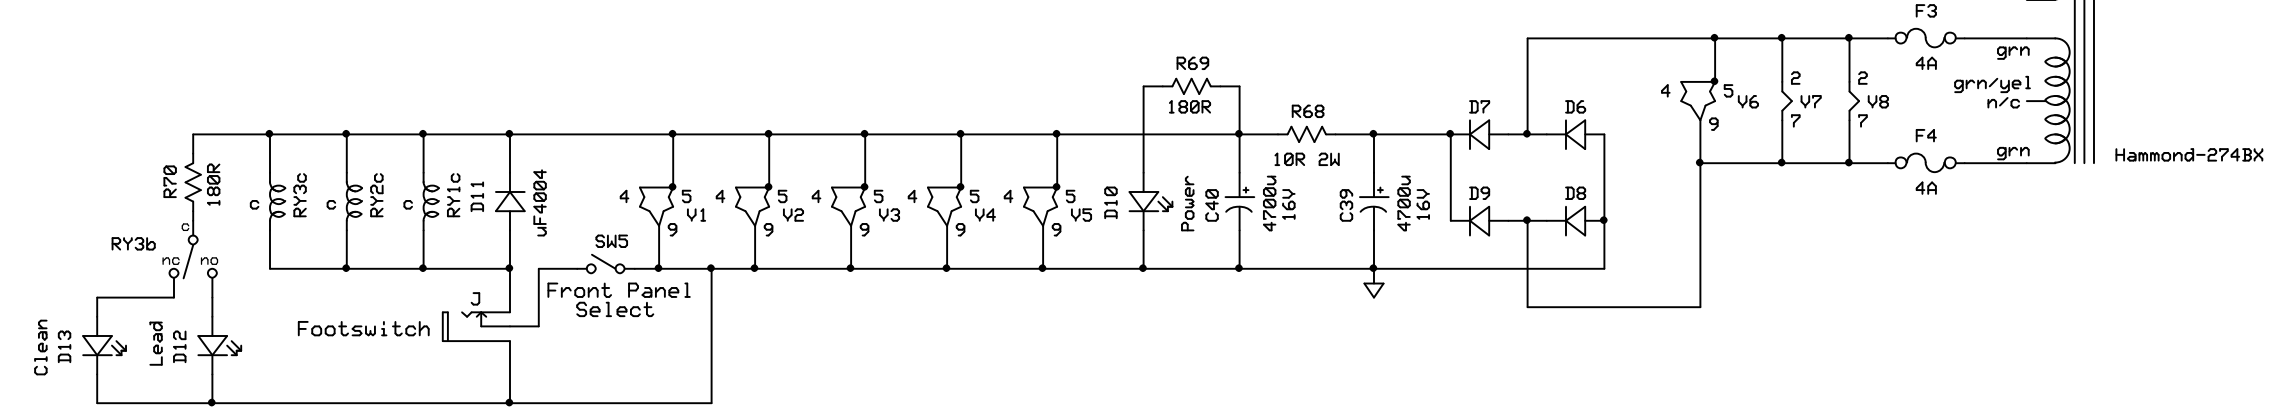 F3
grn
4A
grn/yel
n/c
F4
grn
4A
Hammond-274BX
4
5
V6
9
2
V7
7
2
V8
7
R69
180R
R68
10R 2W
D7
D6
D9
D8
R70
180R
c
RY3c
c
RY2c
c
RY1c
D11
uF4004
4
5
V1
9
4
5
V2
9
4
5
V3
9
4
5
V4
9
4
5
V5
9
D10
Power
C40
+
4700u
16V
C39
+
4700u
16V
RY3b
c
nc
no
SW5
Front Panel
Select
J
Footswitch
Clean
D13
Lead
D12